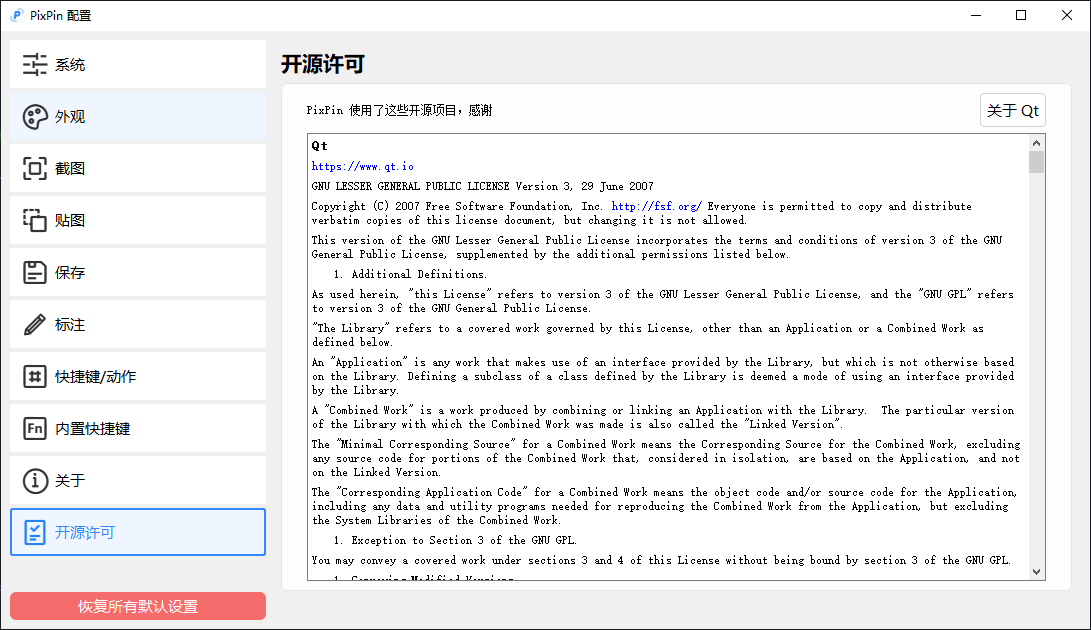 PixPin 配置
系统
外观
截图
贴图
保存
标注
快捷键/动作
内置快捷键
关于
开源许可
恢复所有默认设置
开源许可
PixPin 使用了这些开源项目，感谢
关于 Qt
Qt
https://www.qt.io
GNU LESSER GENERAL PUBLIC LICENSE Version 3, 29 June 2007
Copyright (C) 2007 Free Software Foundation, Inc. http://fsf.org/ Everyone is permitted to copy and distribute
verbatim copies of this license document, but changing it is not allowed.
This version of the GNU Lesser General Public License incorporates the terms and conditions of version 3 of the GNU
General Public License, supplemented by the additional permissions listed below.
1. Additional Definitions.
As used herein, "this License" refers to version 3 of the GNU Lesser General Public License, and the "GNU GPL" refers
to version 3 of the GNU General Public License.
"The Library" refers to a covered work governed by this License, other than an Application or a Combined Work as
defined below.
An "Application" is any work that makes use of an interface provided by the Library, but which is not otherwise based
on the Library. Defining a subclass of a class defined by the Library is deemed a mode of using an interface provided
by the Library.
A "Combined Work" is a work produced by combining or linking an Application with the Library.  The particular version
of the Library with which the Combined Work was made is also called the "Linked Version".
The "Minimal Corresponding Source" for a Combined Work means the Corresponding Source for the Combined Work, excluding
any source code for portions of the Combined Work that, considered in isolation, are based on the Application, and not
on the Linked Version.
The "Corresponding Application Code" for a Combined Work means the object code and/or source code for the Application,
including any data and utility programs needed for reproducing the Combined Work from the Application, but excluding
the System Libraries of the Combined Work.
1. Exception to Section 3 of the GNU GPL.
You may convey a covered work under sections 3 and 4 of this License without being bound by section 3 of the GNU GPL.
1. Conveying Modified Versions.